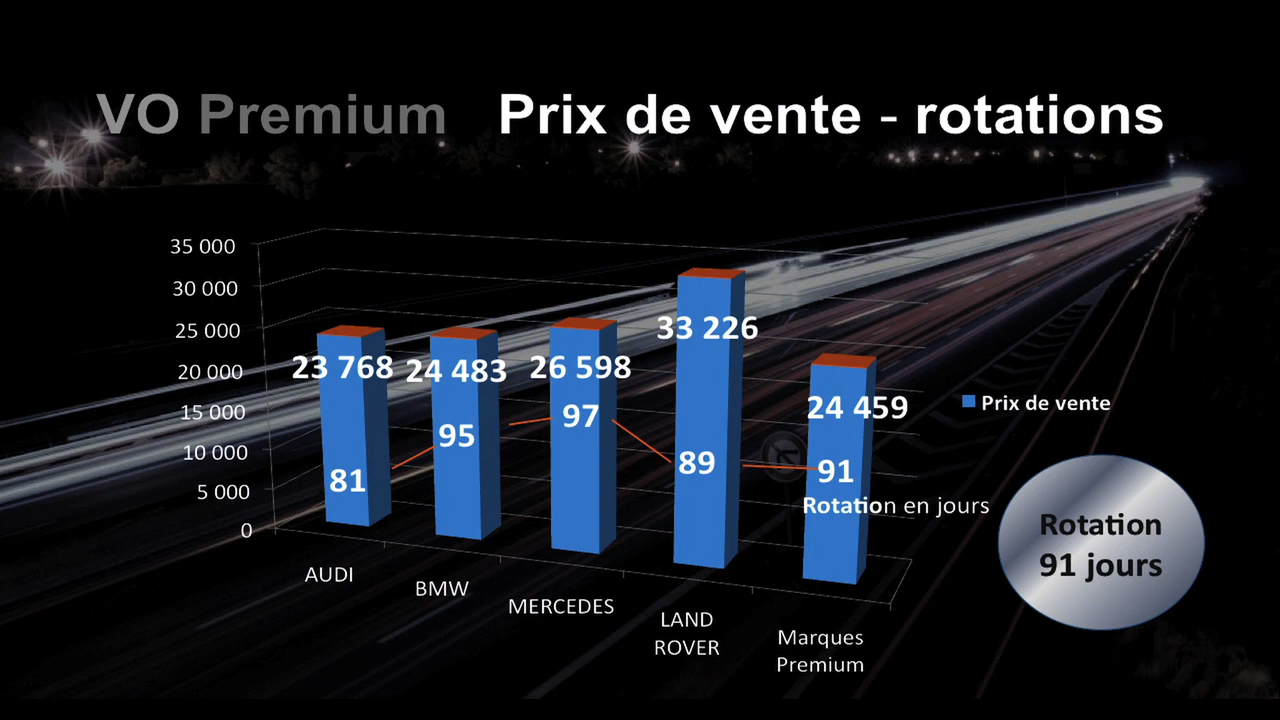 VO Premium Prix de vente - rotations
35 000
30 000
25 000
20 000
15 000
10 000
5 000
0
23 768
24 483
26 598
33 226
24 459
81
95
97
89
91
Rotation en jours
AUDI
BMW
MERCEDES
LAND
ROVER
Marques
Premium
Prix de vente
Rotation
91 jours